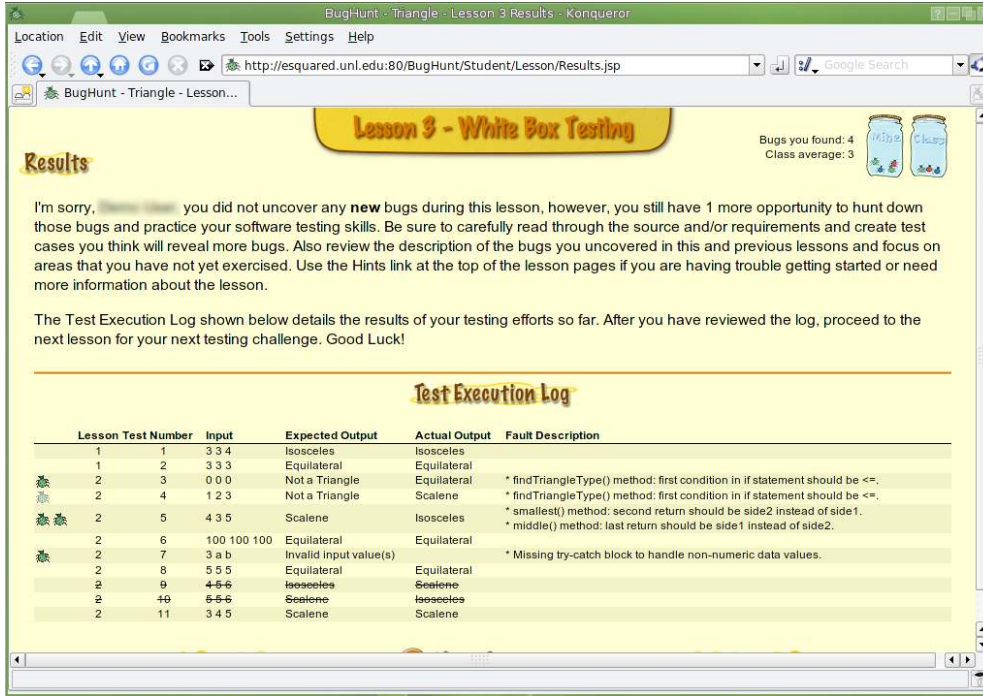 BugHunt - Triangle - Lesson 3 Results - Konqueror
Location Edit View Bookmarks Tools Settings Help
http://esquared.unl.edu:80/BugHunt/Student/Lesson/Results.jsp
Google Search
BugHunt - Triangle - Lesson...
Lesson 3 - White Box Testing
Bugs you found: 4
Class average: 3
Mine
Class
Results
I'm sorry, you did not uncover any new bugs during this lesson, however, you still have 1 more opportunity to hunt down
those bugs and practice your software testing skills. Be sure to carefully read through the source and/or requirements and create test
cases you think will reveal more bugs. Also review the description of the bugs you uncovered in this and previous lessons and focus on
areas that you have not yet exercised. Use the Hints link at the top of the lesson pages if you are having trouble getting started or need
more information about the lesson.
The Test Execution Log shown below details the results of your testing efforts so far. After you have reviewed the log, proceed to the
next lesson for your next testing challenge. Good Luck!
Test Execution Log
Lesson Test Number Input Expected Output Actual Output Fault Description
1 1 3 3 4 Isosceles Isosceles
1 2 3 3 3 Equilateral Equilateral
2 3 0 0 0 Not a Triangle Equilateral * findTriangleType() method: first condition in if statement should be <=.
2 4 1 2 3 Not a Triangle Scalene * findTriangleType() method: first condition in if statement should be <=.
2 5 4 3 5 Scalene Isosceles * smallest() method: second return should be side2 instead of side1.
* middle() method: last return should be side1 instead of side2.
2 6 100 100 100 Equilateral Equilateral
2 7 3 a b Invalid input value(s) * Missing try-catch block to handle non-numeric data values.
2 8 5 5 5 Equilateral Equilateral
2 9 4 5 6 Isosceles Scalene
2 10 5 5 6 Scalene Isosceles
2 11 3 4 5 Scalene Scalene